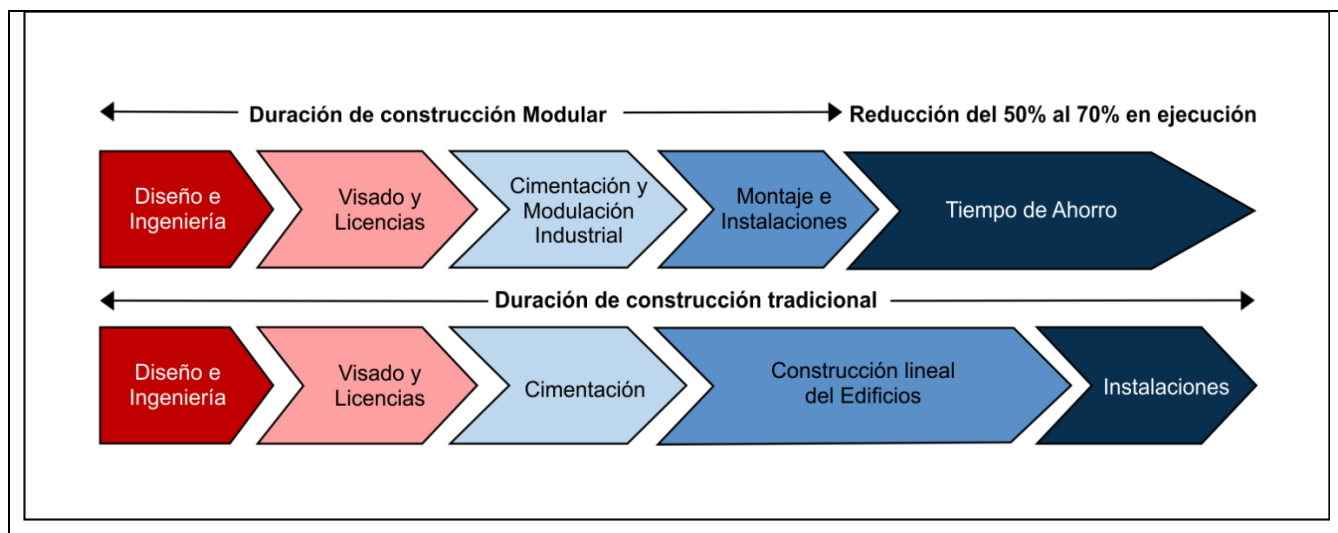 Duración de construcción Modular
Reducción del 50% al 70% en ejecución
Diseño e
Ingeniería
Visado y
Licencias
Cimentación y
Modulación
Industrial
Montaje e
Instalaciones
Tiempo de Ahorro
Duración de construcción tradicional
Diseño e
Ingeniería
Visado y
Licencias
Cimentación
Construcción lineal
del Edificios
Instalaciones